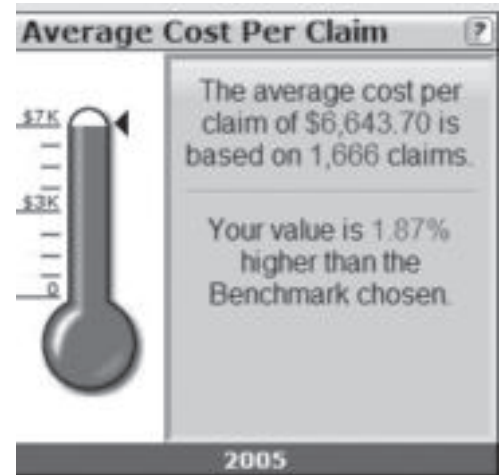 Average Cost Per Claim ?
$7K
$3K
0
The average cost per
claim of $6,643.70 is
based on 1,666 claims.
Your value is 1.87%
higher than the
Benchmark chosen.
2005